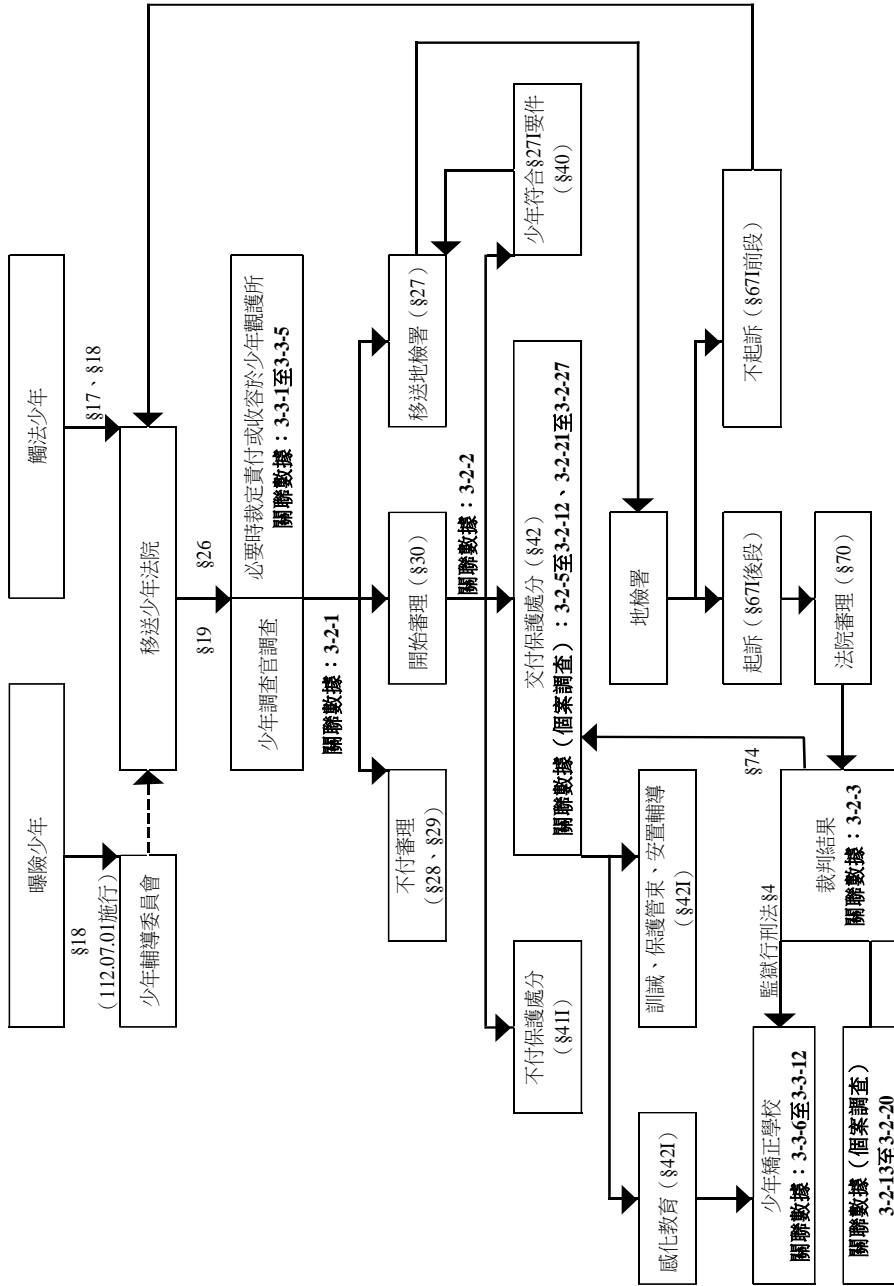 曝險少年
觸法少年
§18
(112.07.01施行)
§17、§18
少年輔導委員會
移送少年法院
§19
§26
少年調查官調查
必要時裁定責付或收容於少年觀護所
關聯數據：3-3-1至3-3-5
關聯數據：3-2-1
不付審理
(§28、§29)
開始審理(§30)
移送地檢署(§27)
關聯數據：3-2-2
不付保護處分
(§41I)
交付保護處分(§42)
關聯數據（個案調查）：3-2-5至3-2-12、3-2-21至3-2-27
少年符合§27I要件
(§40)
感化教育(§42I)
訓誡、保護管束、安置輔導
(§42I)
地檢署
§74
起訴(§67I後段)
不起訴(§67I前段)
監獄行刑法§4
少年矯正學校
關聯數據：3-3-6至3-3-12
裁判結果
關聯數據：3-2-3
法院審理(§70)
關聯數據（個案調查）
3-2-13至3-2-20